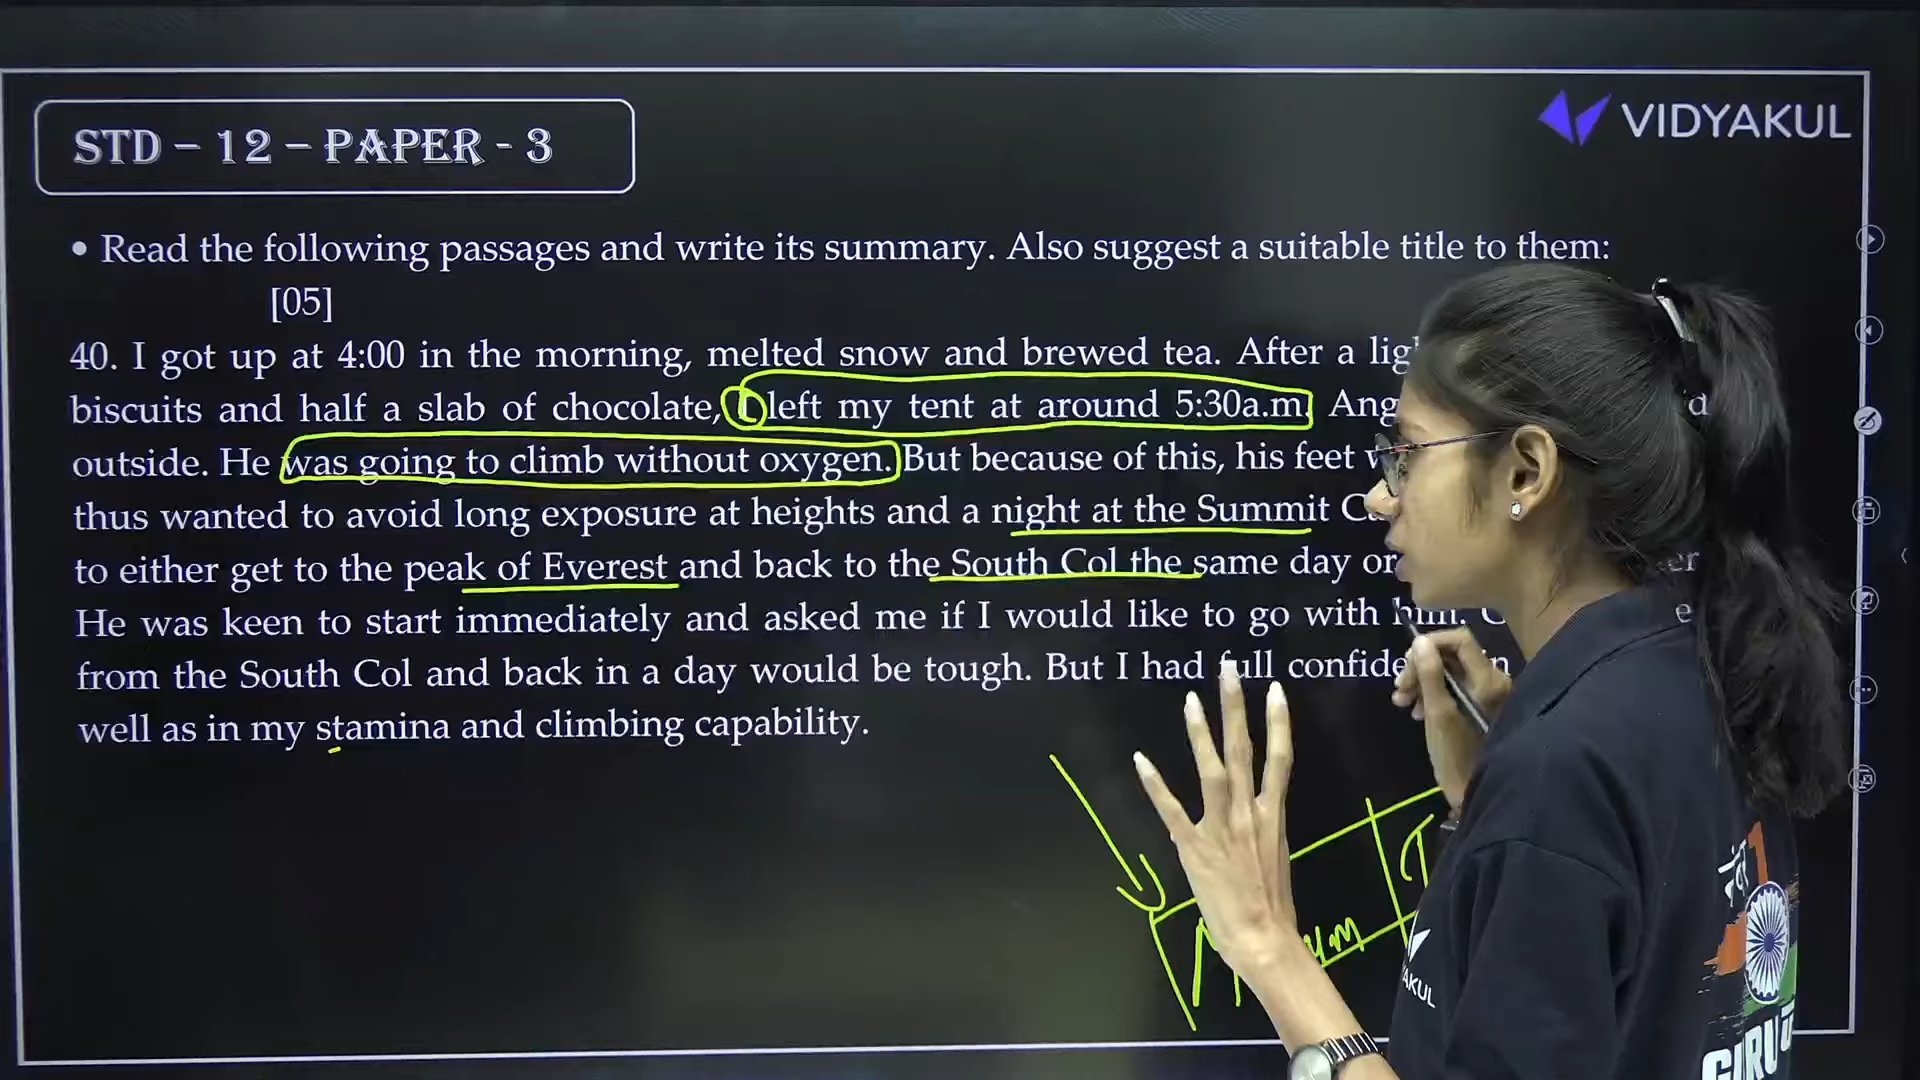 STD – 12 – PAPER - 3
VIDYAKUL
• Read the following passages and write its summary. Also suggest a suitable title to them:
[05]
40. I got up at 4:00 in the morning, melted snow and brewed tea. After a
biscuits and half a slab of chocolate, I left my tent at around 5:30a.m.
outside. He was going to climb without oxygen. But because of this, his feet
thus wanted to avoid long exposure at heights and a night at the Summit
to either get to the peak of Everest and back to the South Col the same day or
He was keen to start immediately and asked me if I would like to go with him.
from the South Col and back in a day would be tough. But I had full
well as in my stamina and climbing capability.